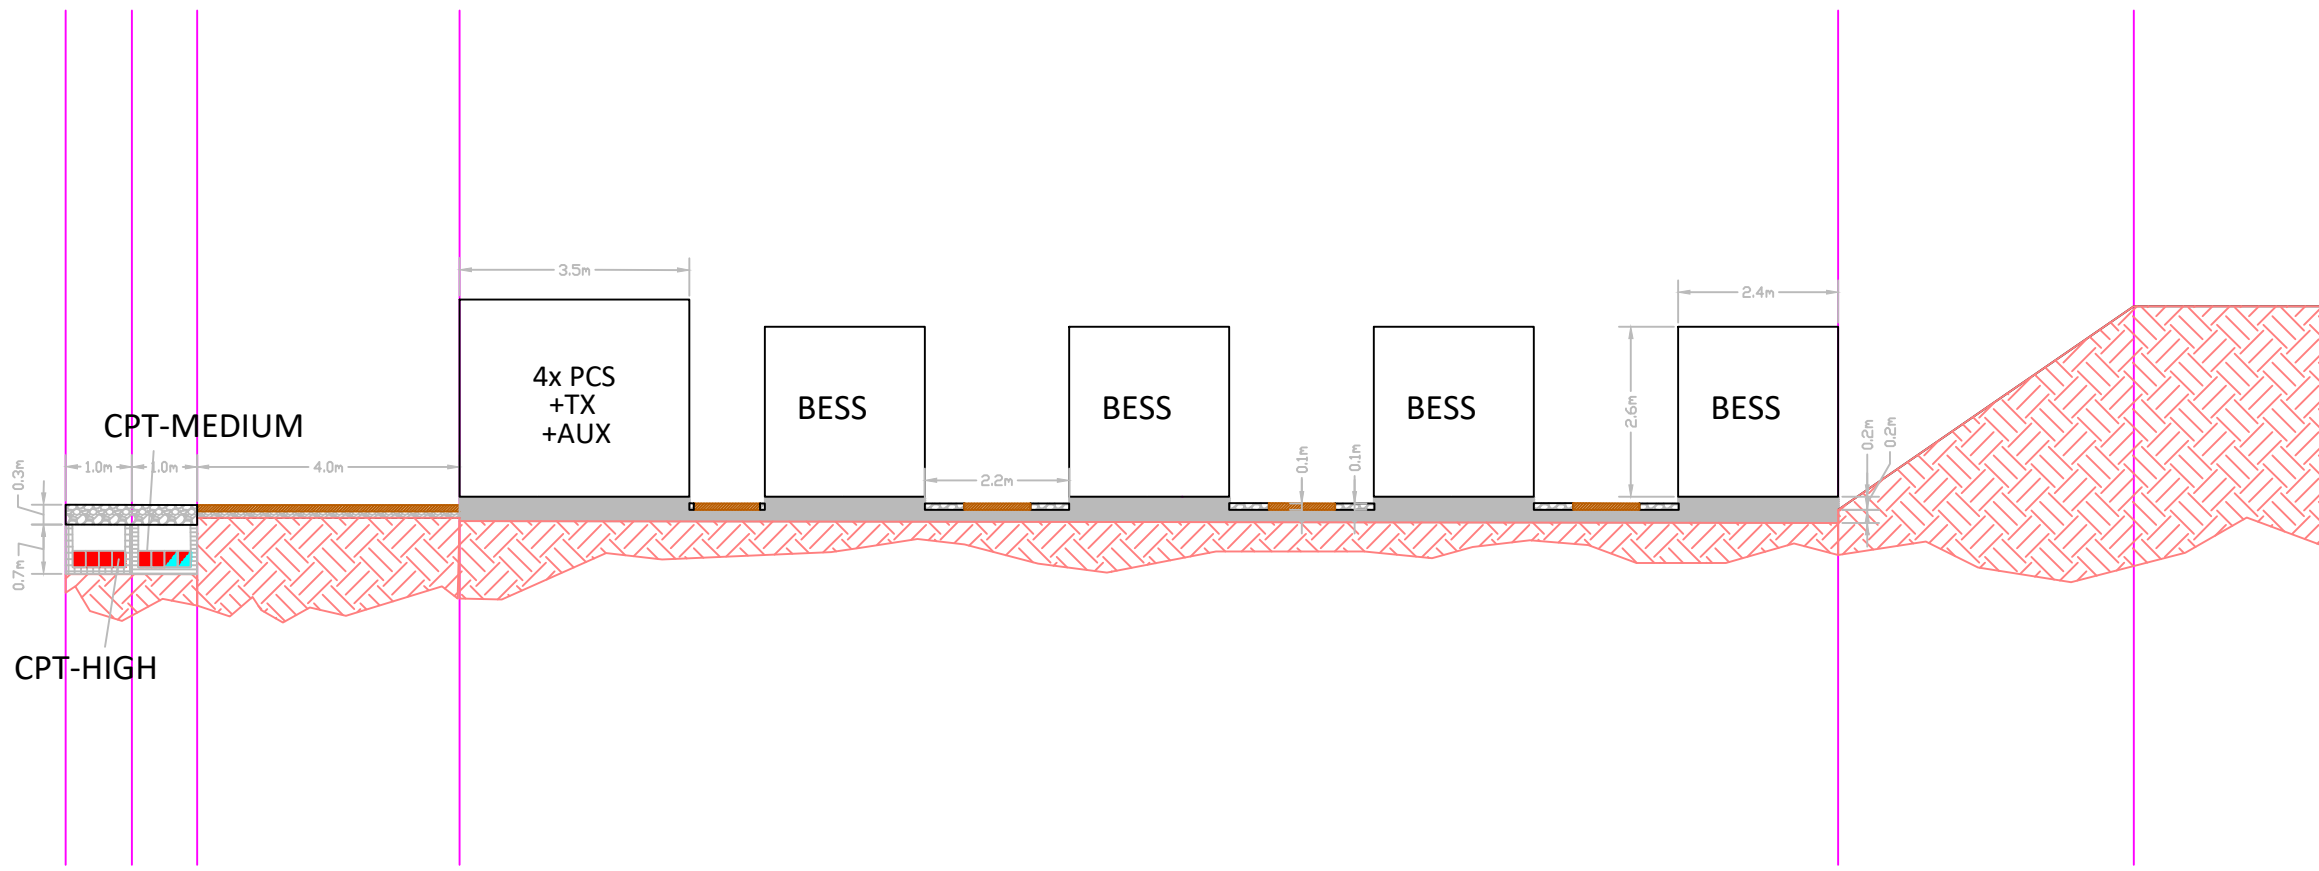 3.5m
2.4m
4x PCS
+TX
+AUX
BESS
BESS
BESS
BESS
2.6m
CPT-MEDIUM
1.0m
1.0m
4.0m
0.3m
2.2m
0.1m
0.1m
0.2m
0.2m
0.7m
CPT-HIGH